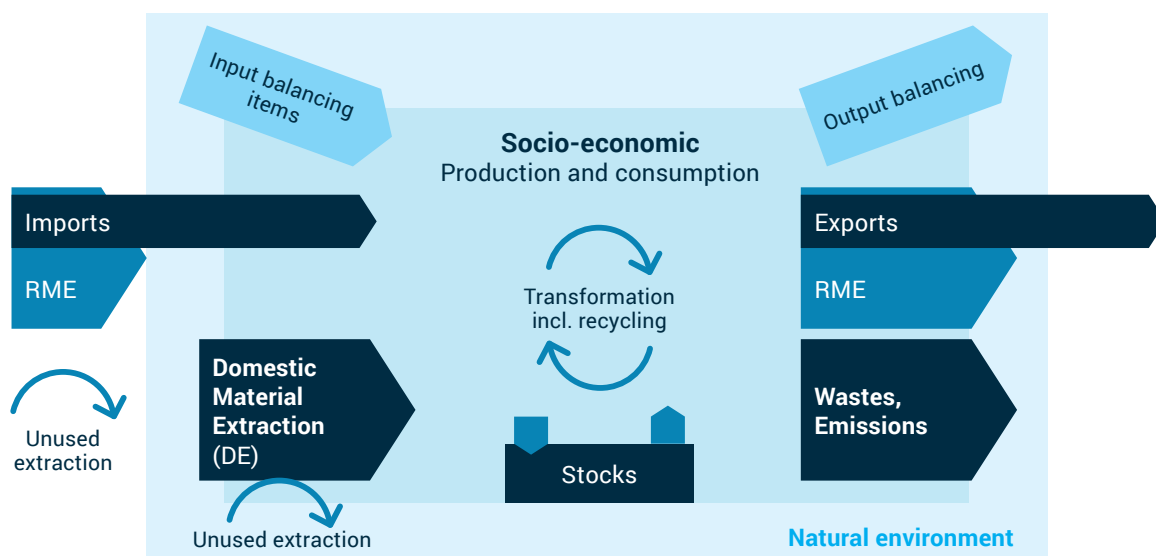 Input balancing
items
Output balancing
Socio-economic
Production and consumption
Imports
RME
Exports
RME
Transformation
incl. recycling
Domestic
Material
Extraction
(DE)
Wastes,
Emissions
Unused
extraction
Stocks
Unused extraction
Natural environment